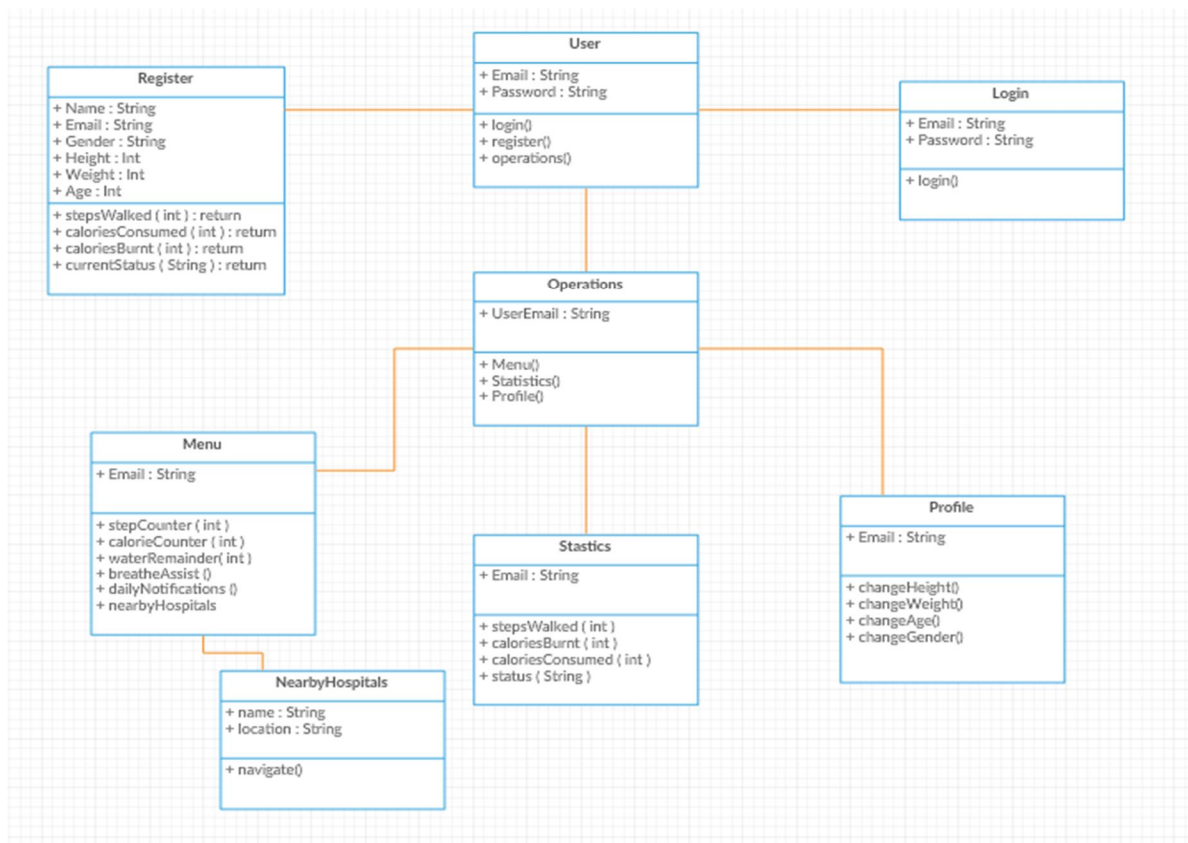 User
+ Email : String
+ Password : String
+ login()
+ register()
+ operations()
Register
+ Name : String
+ Email : String
+ Gender : String
+ Height : Int
+ Weight : Int
+ Age : Int
+ stepsWalked ( int ) : return
+ caloriesConsumed ( int ) : return
+ caloriesBurnt ( int ) : return
+ currentStatus ( String ) : return
Login
+ Email : String
+ Password : String
+ login()
Operations
+ UserEmail : String
+ Menu()
+ Statistics()
+ Profile()
Menu
+ Email : String
+ stepCounter ( int )
+ calorieCounter ( int )
+ waterRemainder( int )
+ breatheAssist ()
+ dailyNotifications ()
+ nearbyHospitals
Stastics
+ Email : String
+ stepsWalked ( int )
+ caloriesBurnt ( int )
+ caloriesConsumed ( int )
+ status ( String )
Profile
+ Email : String
+ changeHeight()
+ changeWeight()
+ changeAge()
+ changeGender()
NearbyHospitals
+ name : String
+ location : String
+ navigate()